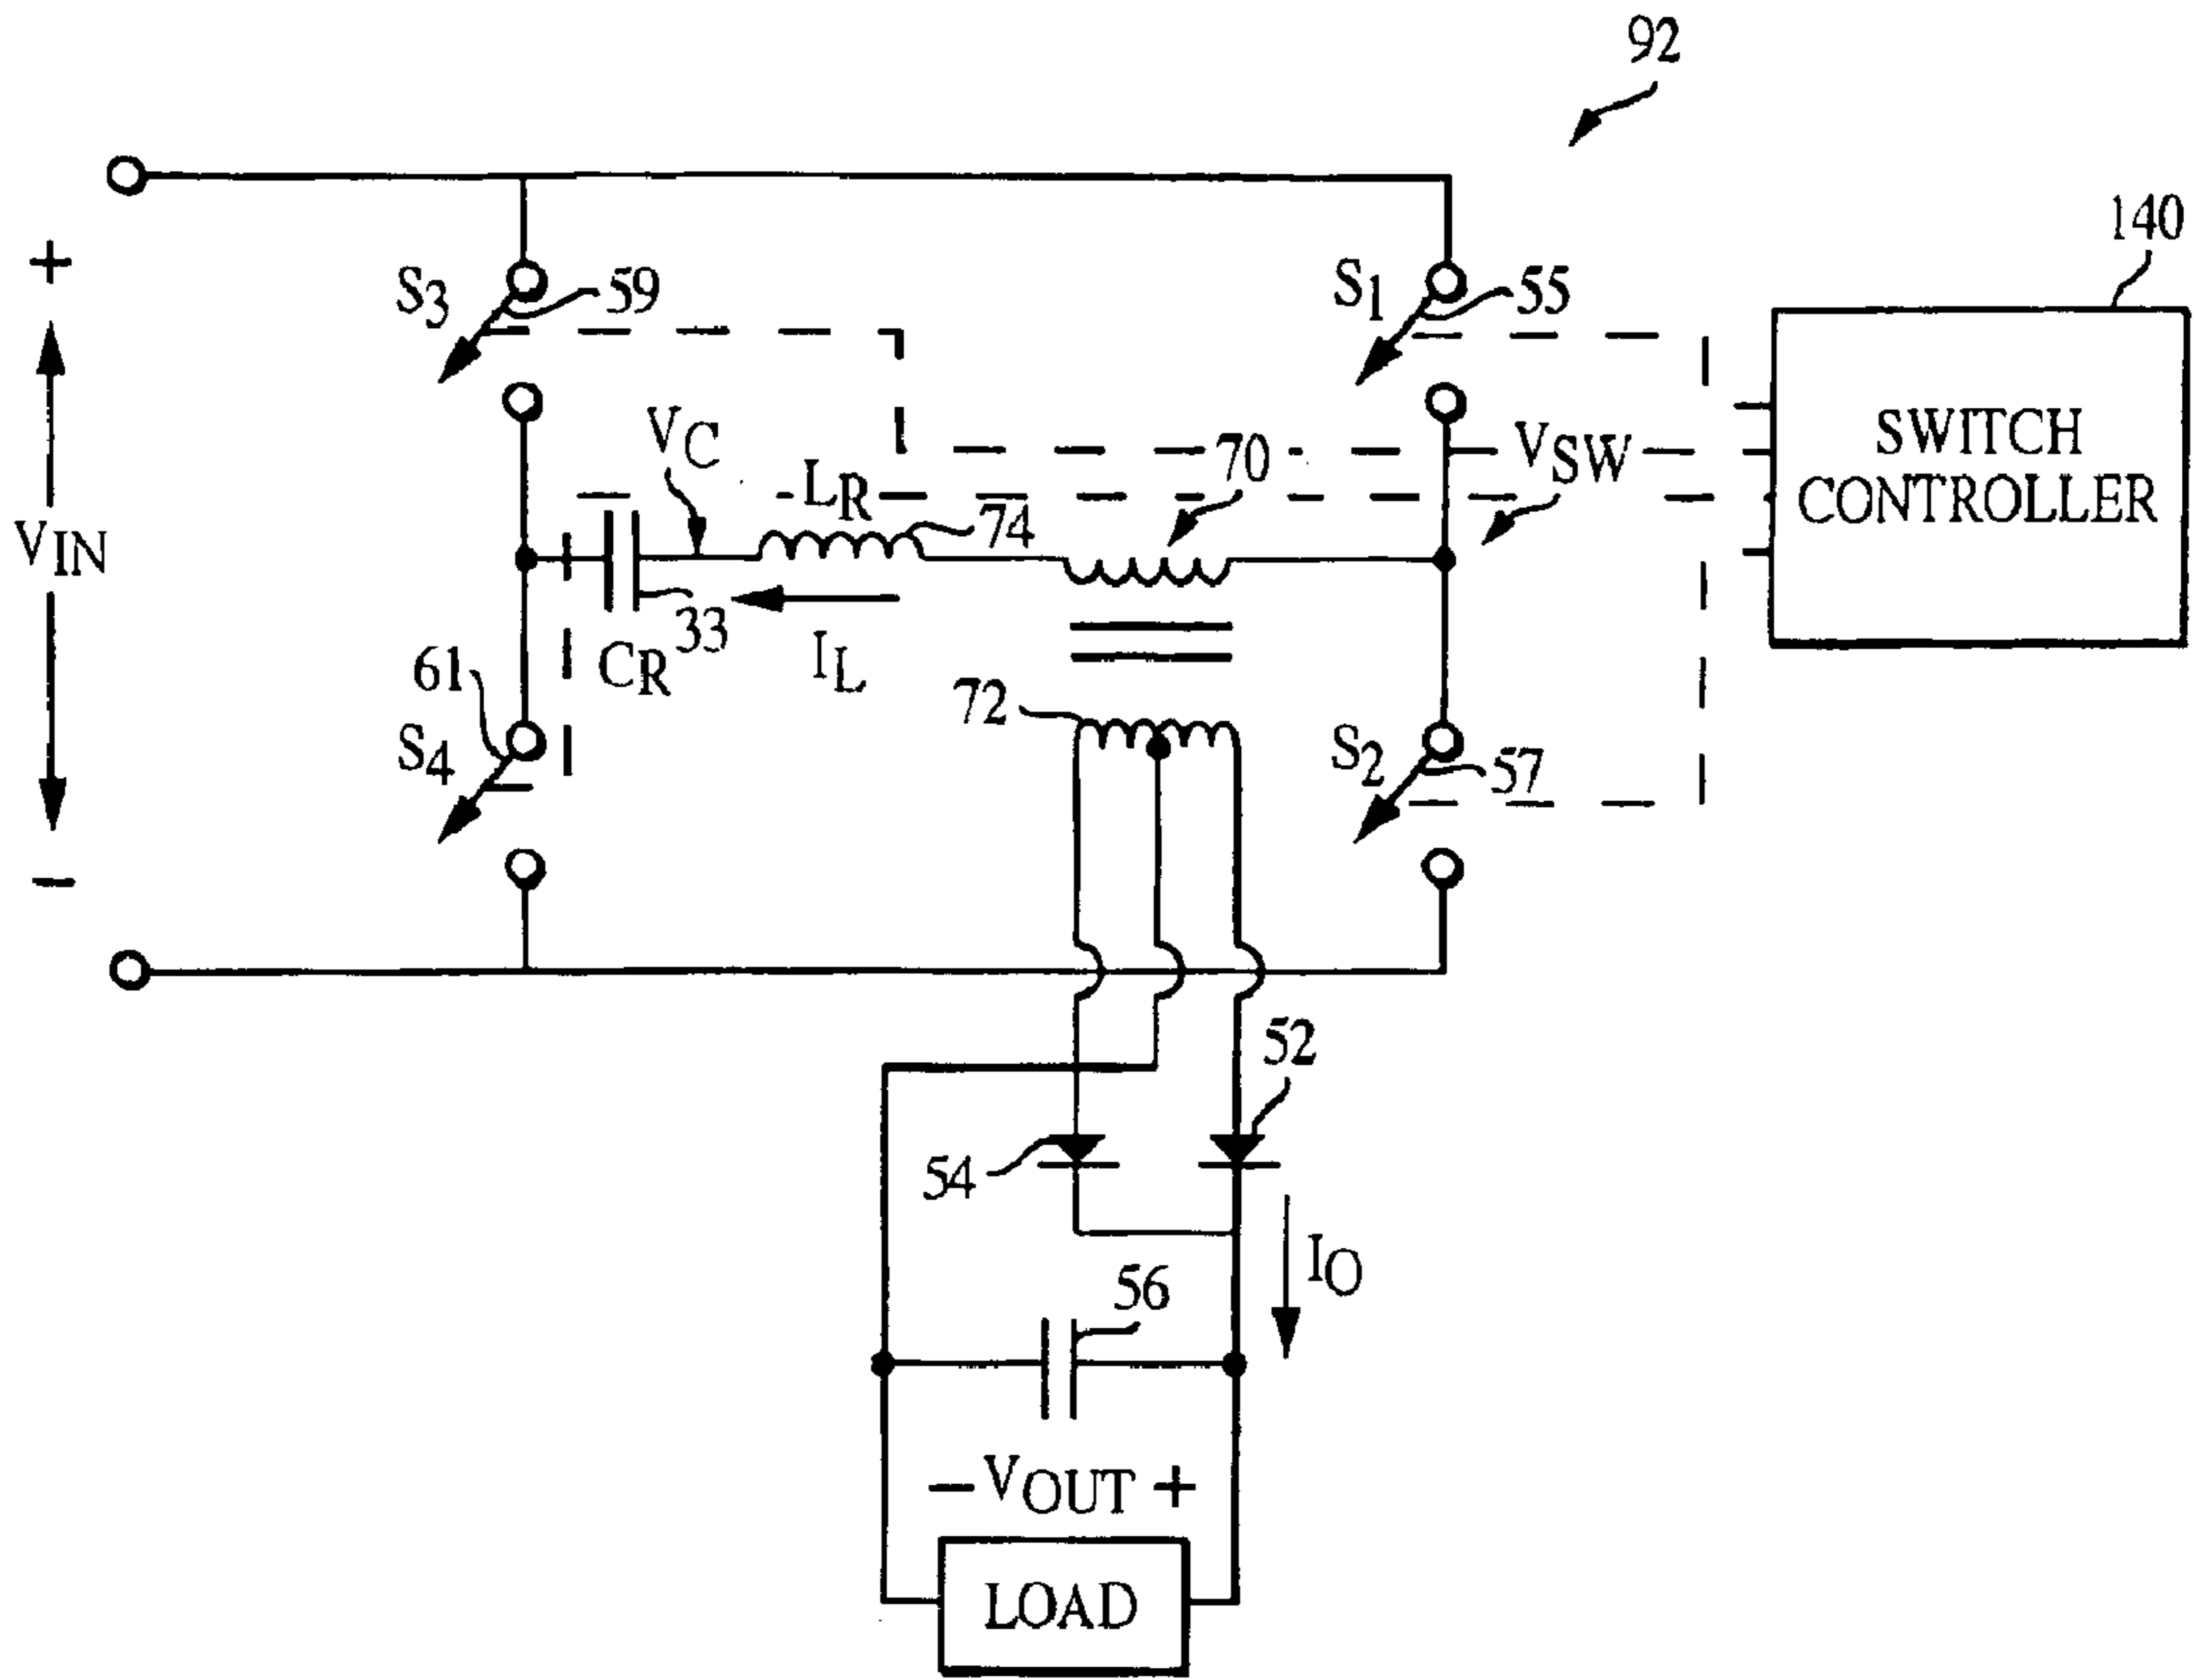 92
140
+
S3
59
S1
55
SWITCH
CONTROLLER
VC
70
VSW
LR
74
VIN
33
CR
IL
61
72
S4
S2
57
−
52
54
IO
56
− VOUT +
LOAD